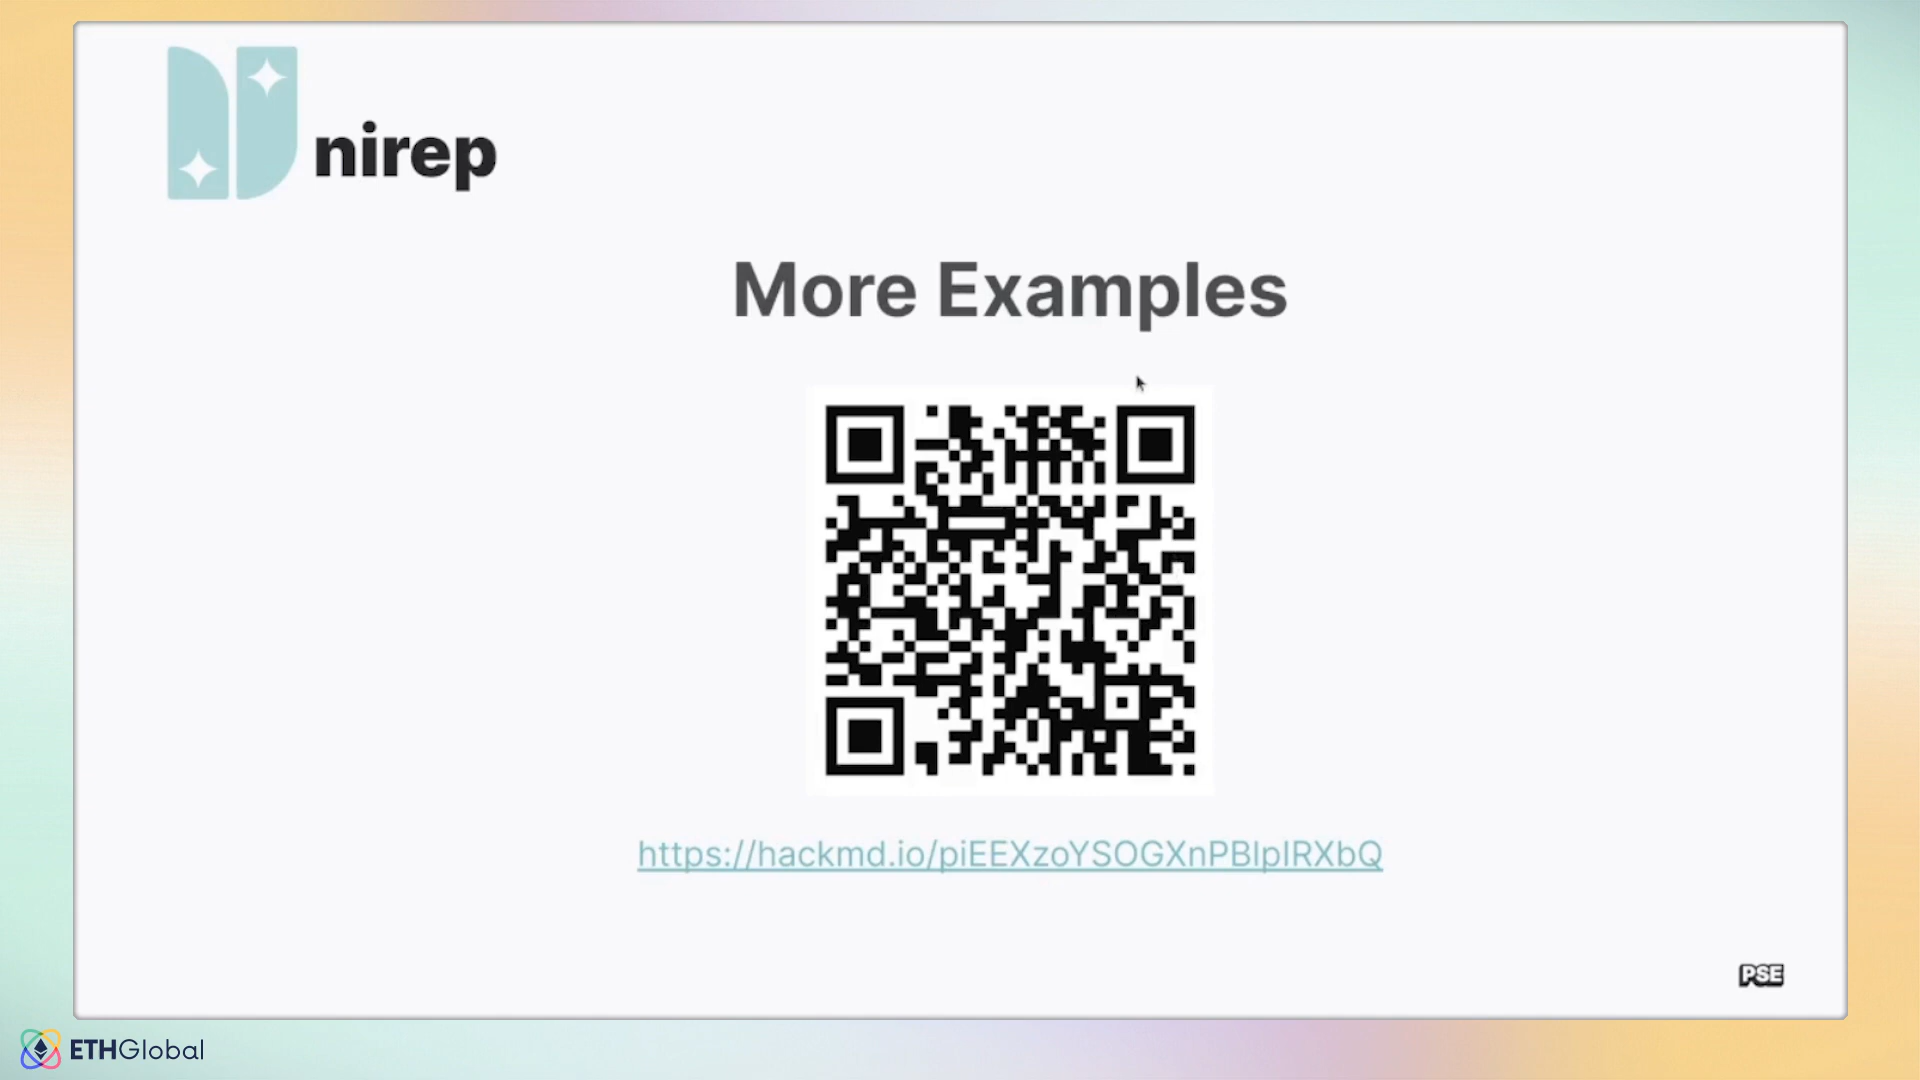 nirep
More Examples
https://hackmd.io/piEEXzoYSOGXnPBlplRXbQ
PSE
ETHGlobal